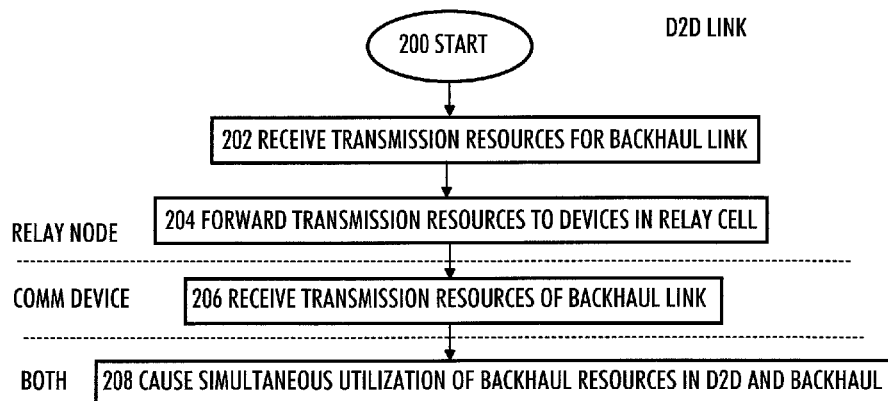 D2D LINK
200 START
202 RECEIVE TRANSMISSION RESOURCES FOR BACKHAUL LINK
204 FORWARD TRANSMISSION RESOURCES TO DEVICES IN RELAY CELL
RELAY NODE
COMM DEVICE
206 RECEIVE TRANSMISSION RESOURCES OF BACKHAUL LINK
BOTH
208 CAUSE SIMULTANEOUS UTILIZATION OF BACKHAUL RESOURCES IN D2D AND BACKHAUL